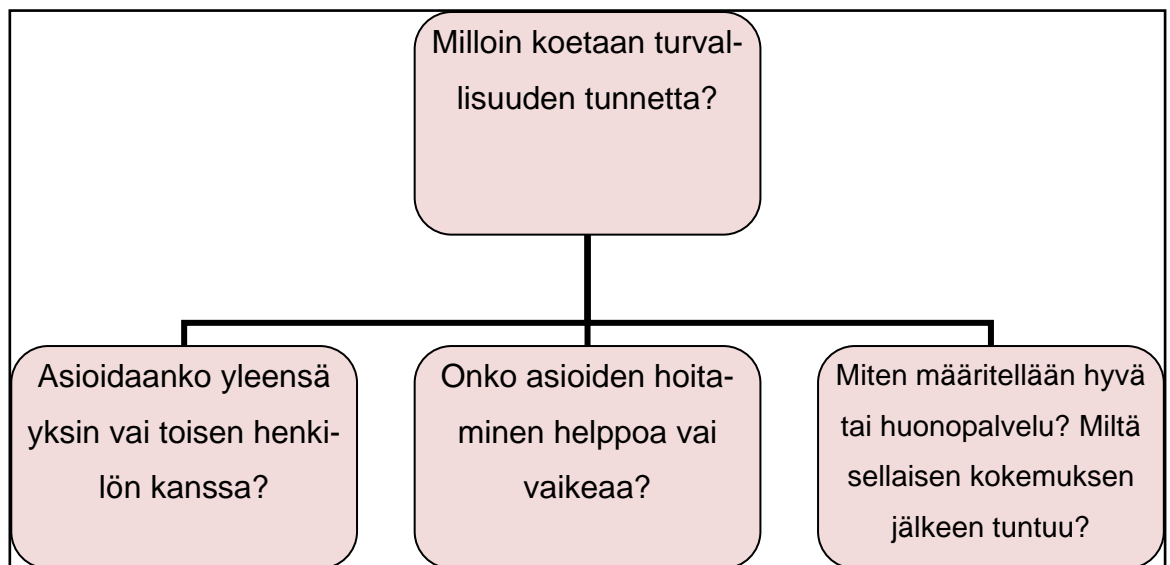 Milloin koetaan turval-
lisuuden tunnetta?
Asioidaanko yleensä
yksin vai toisen henki-
lön kanssa?
Onko asioiden hoita-
minen helppoa vai
vaikeaa?
Miten määritellään hyvä
tai huonopalvelu? Miltä
sellaisen kokemuksen
jälkeen tuntuu?